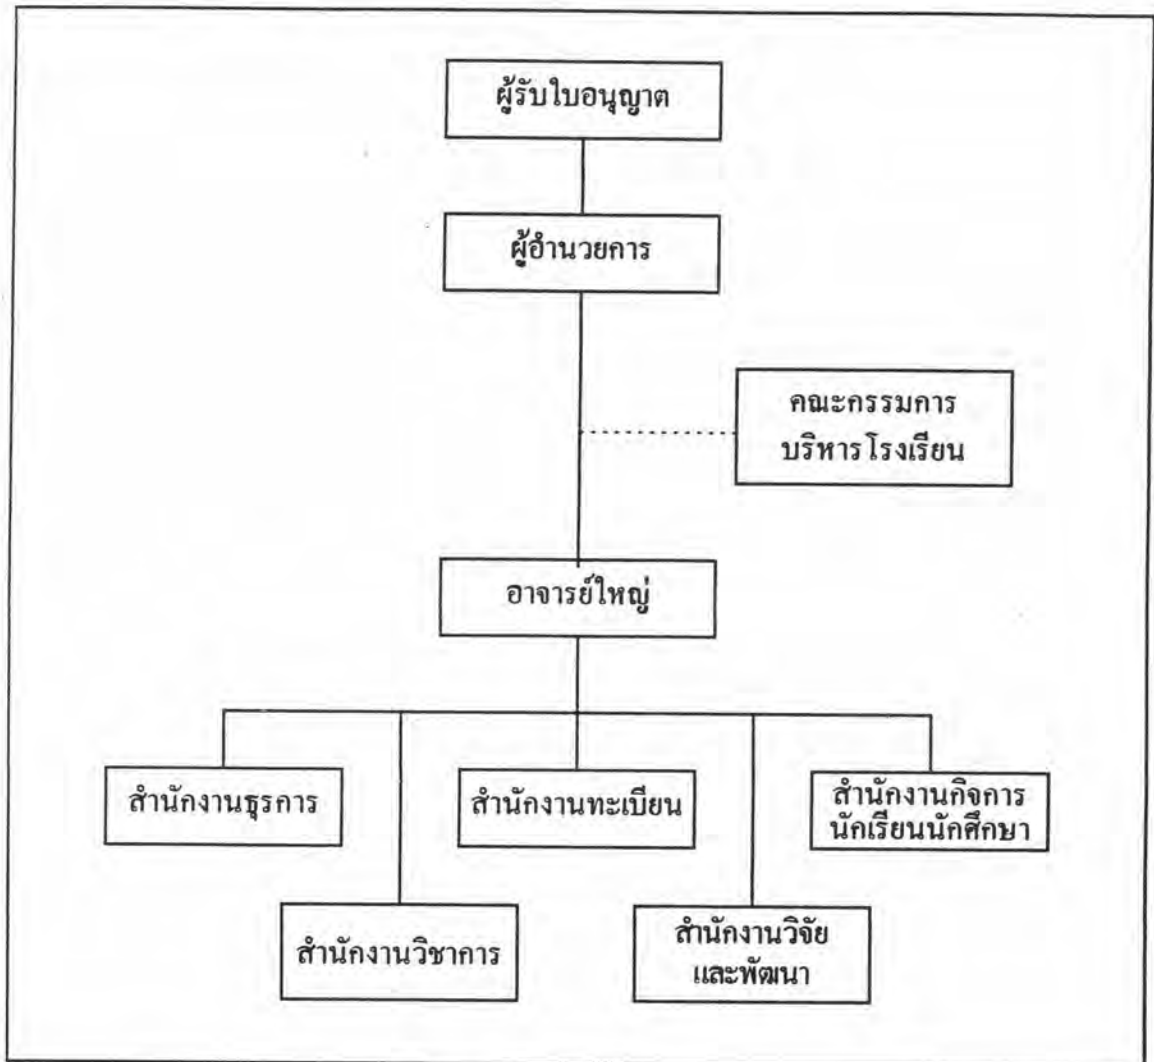 ผู้รับใบอนุญาต
ผู้อำนวยการ
คณะกรรมการ
บริหารโรงเรียน
อาจารย์ใหญ่
สำนักงานธุรการ
สำนักงานทะเบียน
สำนักงานกิจการ
นักเรียนนักศึกษา
สำนักงานวิชาการ
สำนักงานวิจัย
และพัฒนา